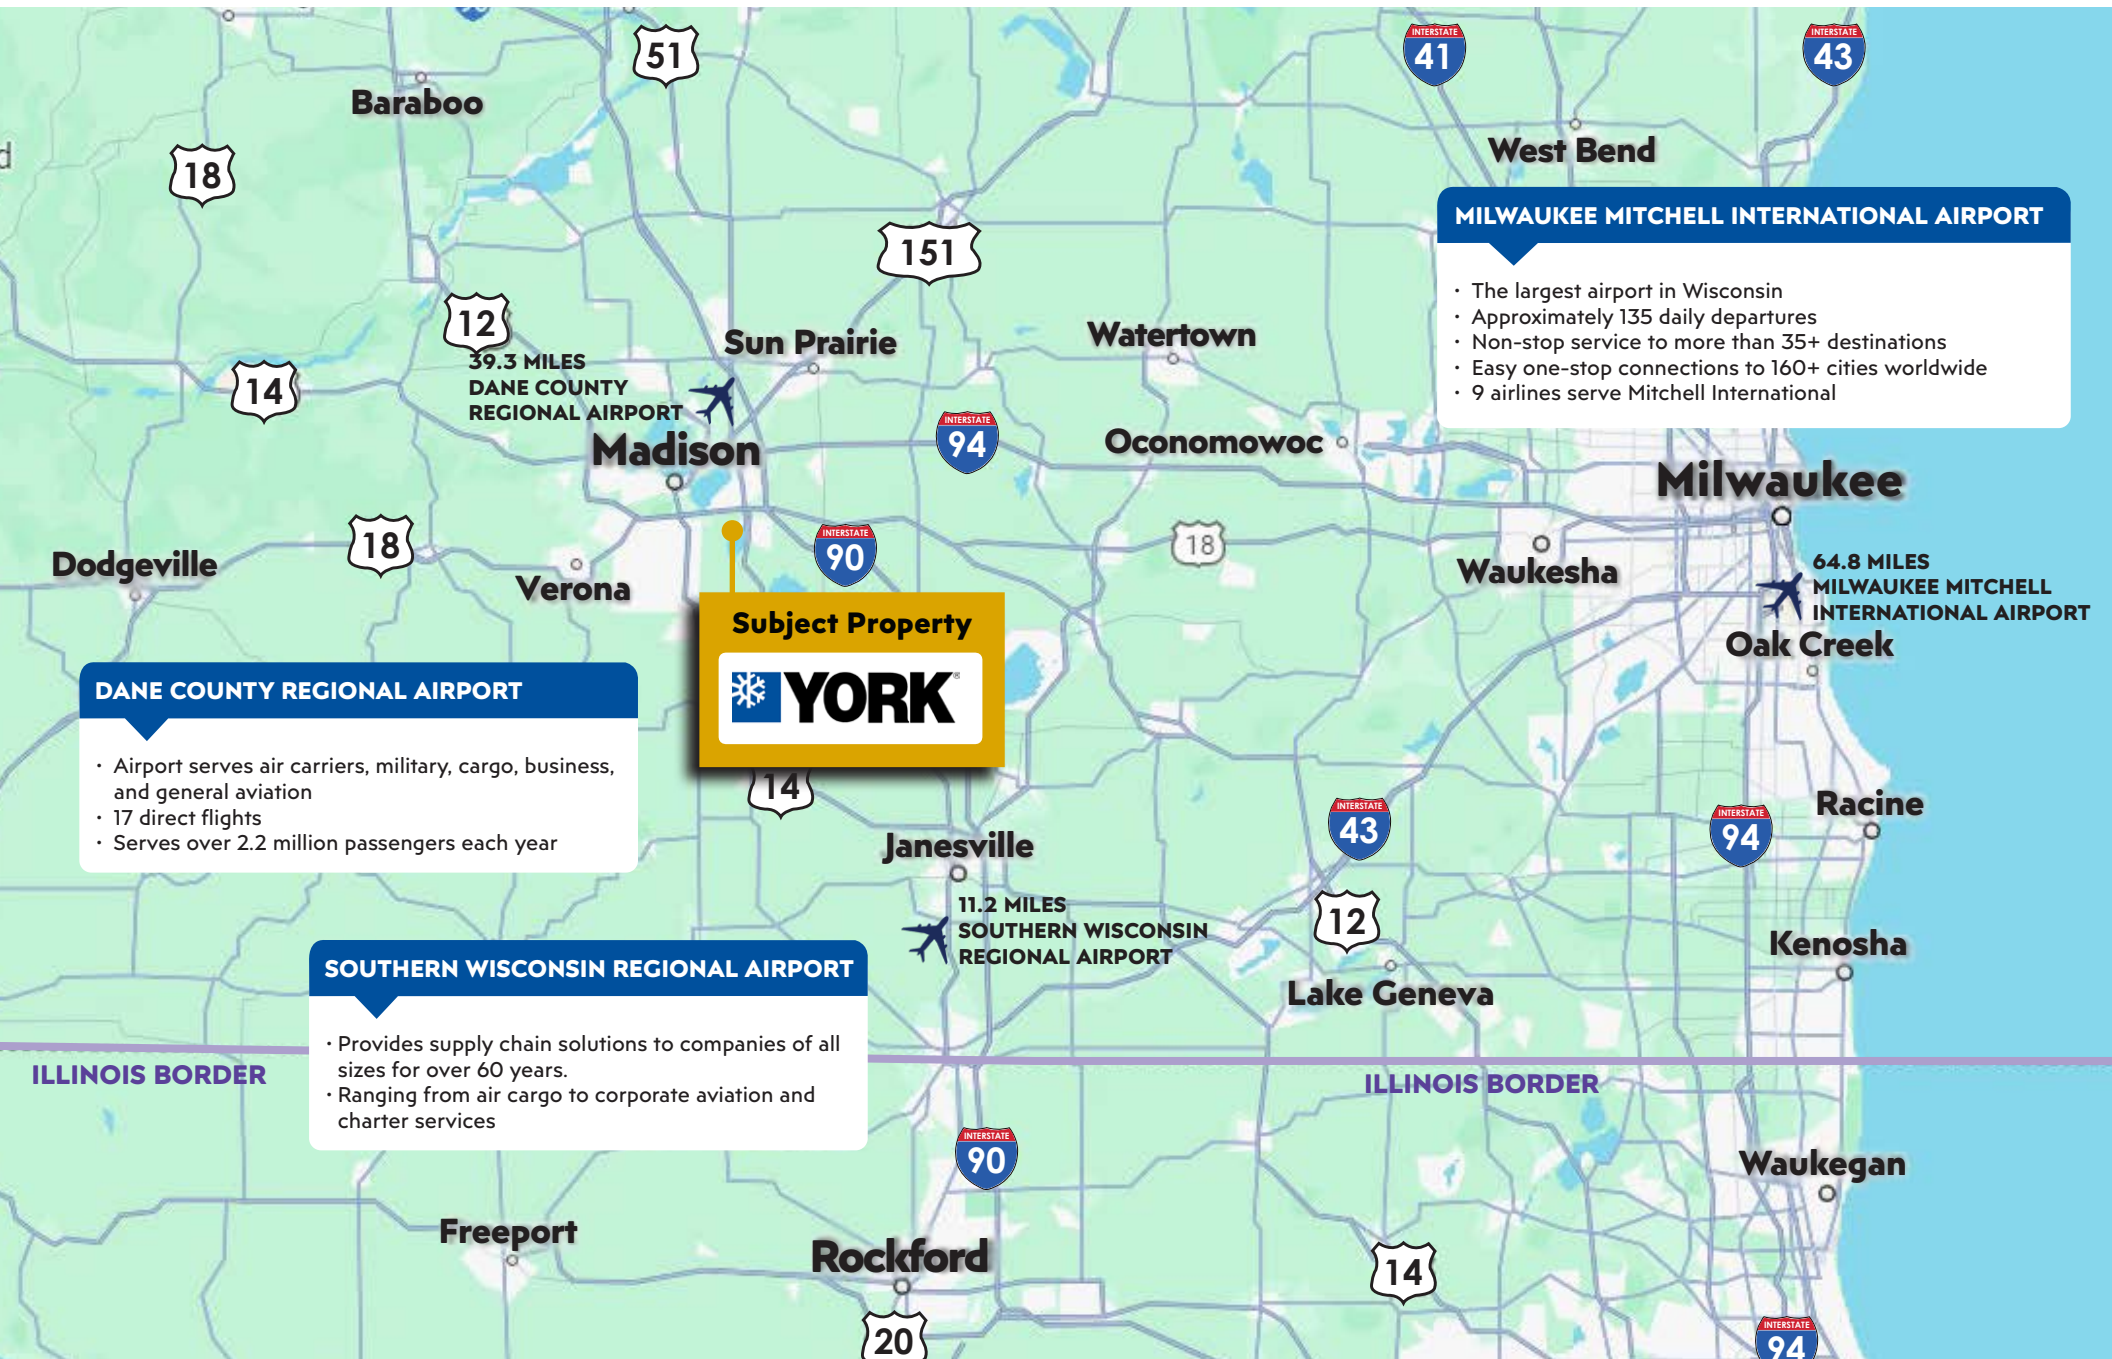 51
INTERSTATE
41
INTERSTATE
43
Baraboo
West Bend
d
18
MILWAUKEE MITCHELL INTERNATIONAL AIRPORT
• The largest airport in Wisconsin
• Approximately 135 daily departures
• Non-stop service to more than 35+ destinations
• Easy one-stop connections to 160+ cities worldwide
• 9 airlines serve Mitchell International
151
12
Sun Prairie
Watertown
39.3 MILES
DANE COUNTY
REGIONAL AIRPORT
14
Madison
INTERSTATE
94
Oconomowoc
Milwaukee
18
INTERSTATE
90
18
Dodgeville
Verona
Waukesha
64.8 MILES
MILWAUKEE MITCHELL
INTERNATIONAL AIRPORT
Oak Creek
Subject Property
YORK®
DANE COUNTY REGIONAL AIRPORT
• Airport serves air carriers, military, cargo, business,
and general aviation
• 17 direct flights
• Serves over 2.2 million passengers each year
14
Janesville
INTERSTATE
43
INTERSTATE
94
Racine
11.2 MILES
SOUTHERN WISCONSIN
REGIONAL AIRPORT
12
Kenosha
Lake Geneva
SOUTHERN WISCONSIN REGIONAL AIRPORT
• Provides supply chain solutions to companies of all
sizes for over 60 years.
• Ranging from air cargo to corporate aviation and
charter services
ILLINOIS BORDER
ILLINOIS BORDER
INTERSTATE
90
Waukegan
Freeport
Rockford
14
20
INTERSTATE
94